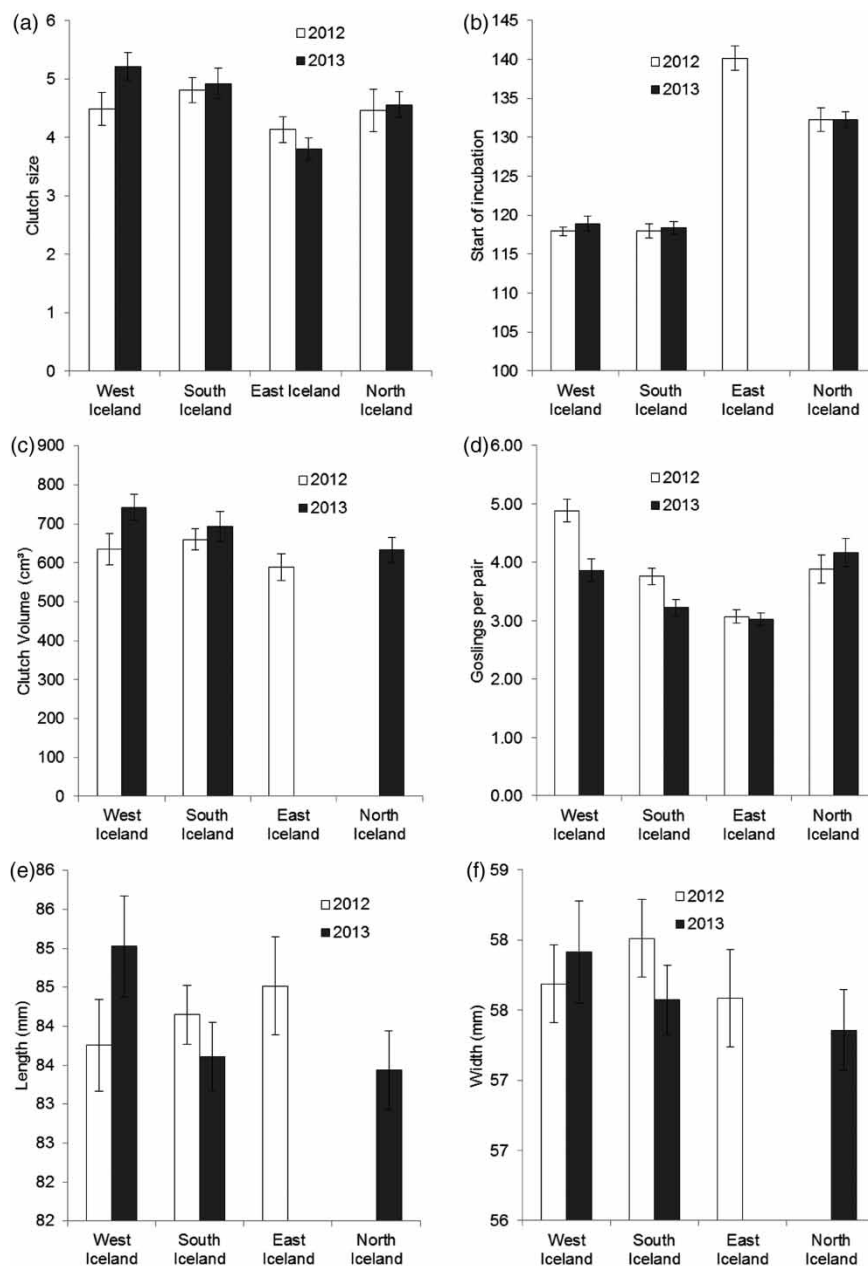 (a)
6
5
4
3
2
1
0
Clutch size
2012
2013
West Iceland
South Iceland
East Iceland
North Iceland
(b)
140
135
130
125
120
115
110
105
100
Start of incubation
2012
2013
West Iceland
South Iceland
East Iceland
North Iceland
(c)
900
800
700
600
500
400
300
200
100
0
Clutch Volume (cm³)
2012
2013
West Iceland
South Iceland
East Iceland
North Iceland
(d)
6.00
5.00
4.00
3.00
2.00
1.00
0.00
Goslings per pair
2012
2013
West Iceland
South Iceland
East Iceland
North Iceland
(e)
86
86
85
85
84
84
83
83
82
82
Length (mm)
2012
2013
West Iceland
South Iceland
East Iceland
North Iceland
(f)
59
58
58
57
57
56
Width (mm)
2012
2013
West Iceland
South Iceland
East Iceland
North Iceland